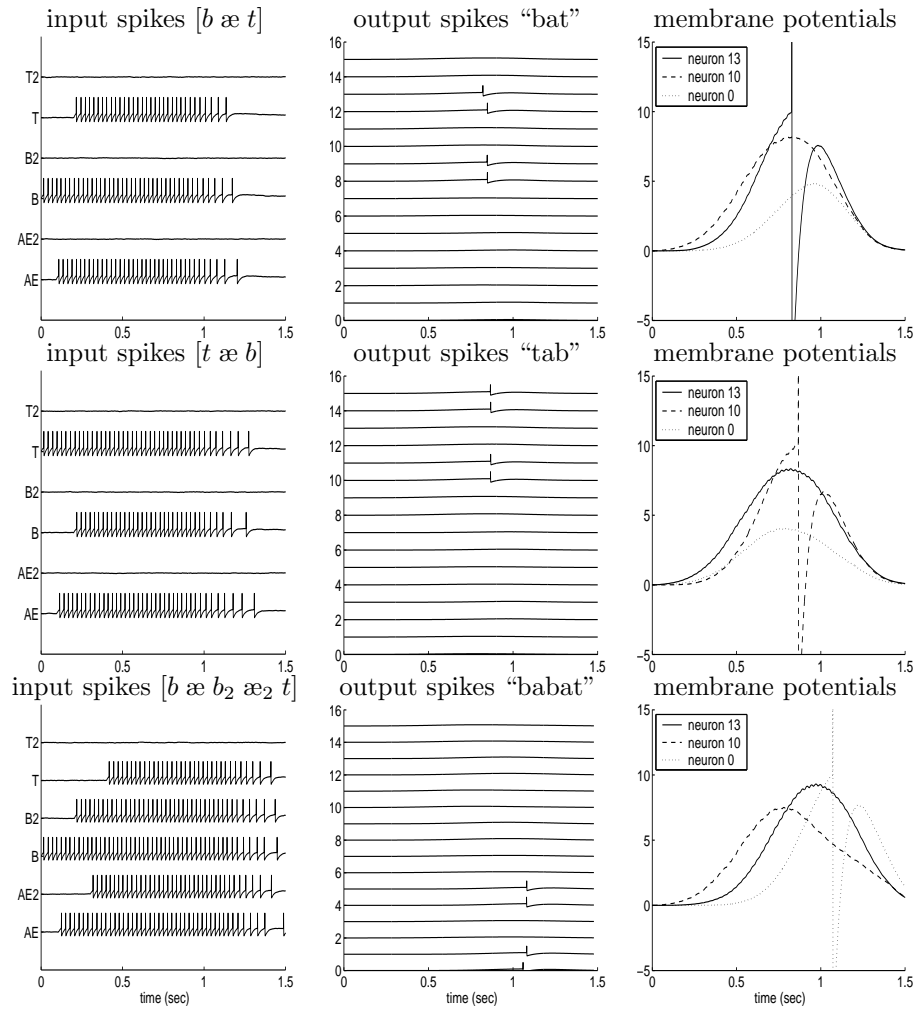 input spikes [b æ t]
output spikes “bat”
membrane potentials
T2
T
B2
B
AE2
AE
0 0.5 1 1.5
16
14
12
10
8
6
4
2
0
0 0.5 1 1.5
neuron 13
neuron 10
neuron 0
15
10
5
0
−5
0 0.5 1 1.5
input spikes [t æ b]
output spikes “tab”
membrane potentials
T2
T
B2
B
AE2
AE
0 0.5 1 1.5
16
14
12
10
8
6
4
2
0
0 0.5 1 1.5
neuron 13
neuron 10
neuron 0
15
10
5
0
−5
0 0.5 1 1.5
input spikes [b æ b₂ æ₂ t]
output spikes “babat”
membrane potentials
T2
T
B2
B
AE2
AE
0 0.5 1 1.5
time (sec)
16
14
12
10
8
6
4
2
0
0 0.5 1 1.5
time (sec)
neuron 13
neuron 10
neuron 0
15
10
5
0
−5
0 0.5 1 1.5
time (sec)